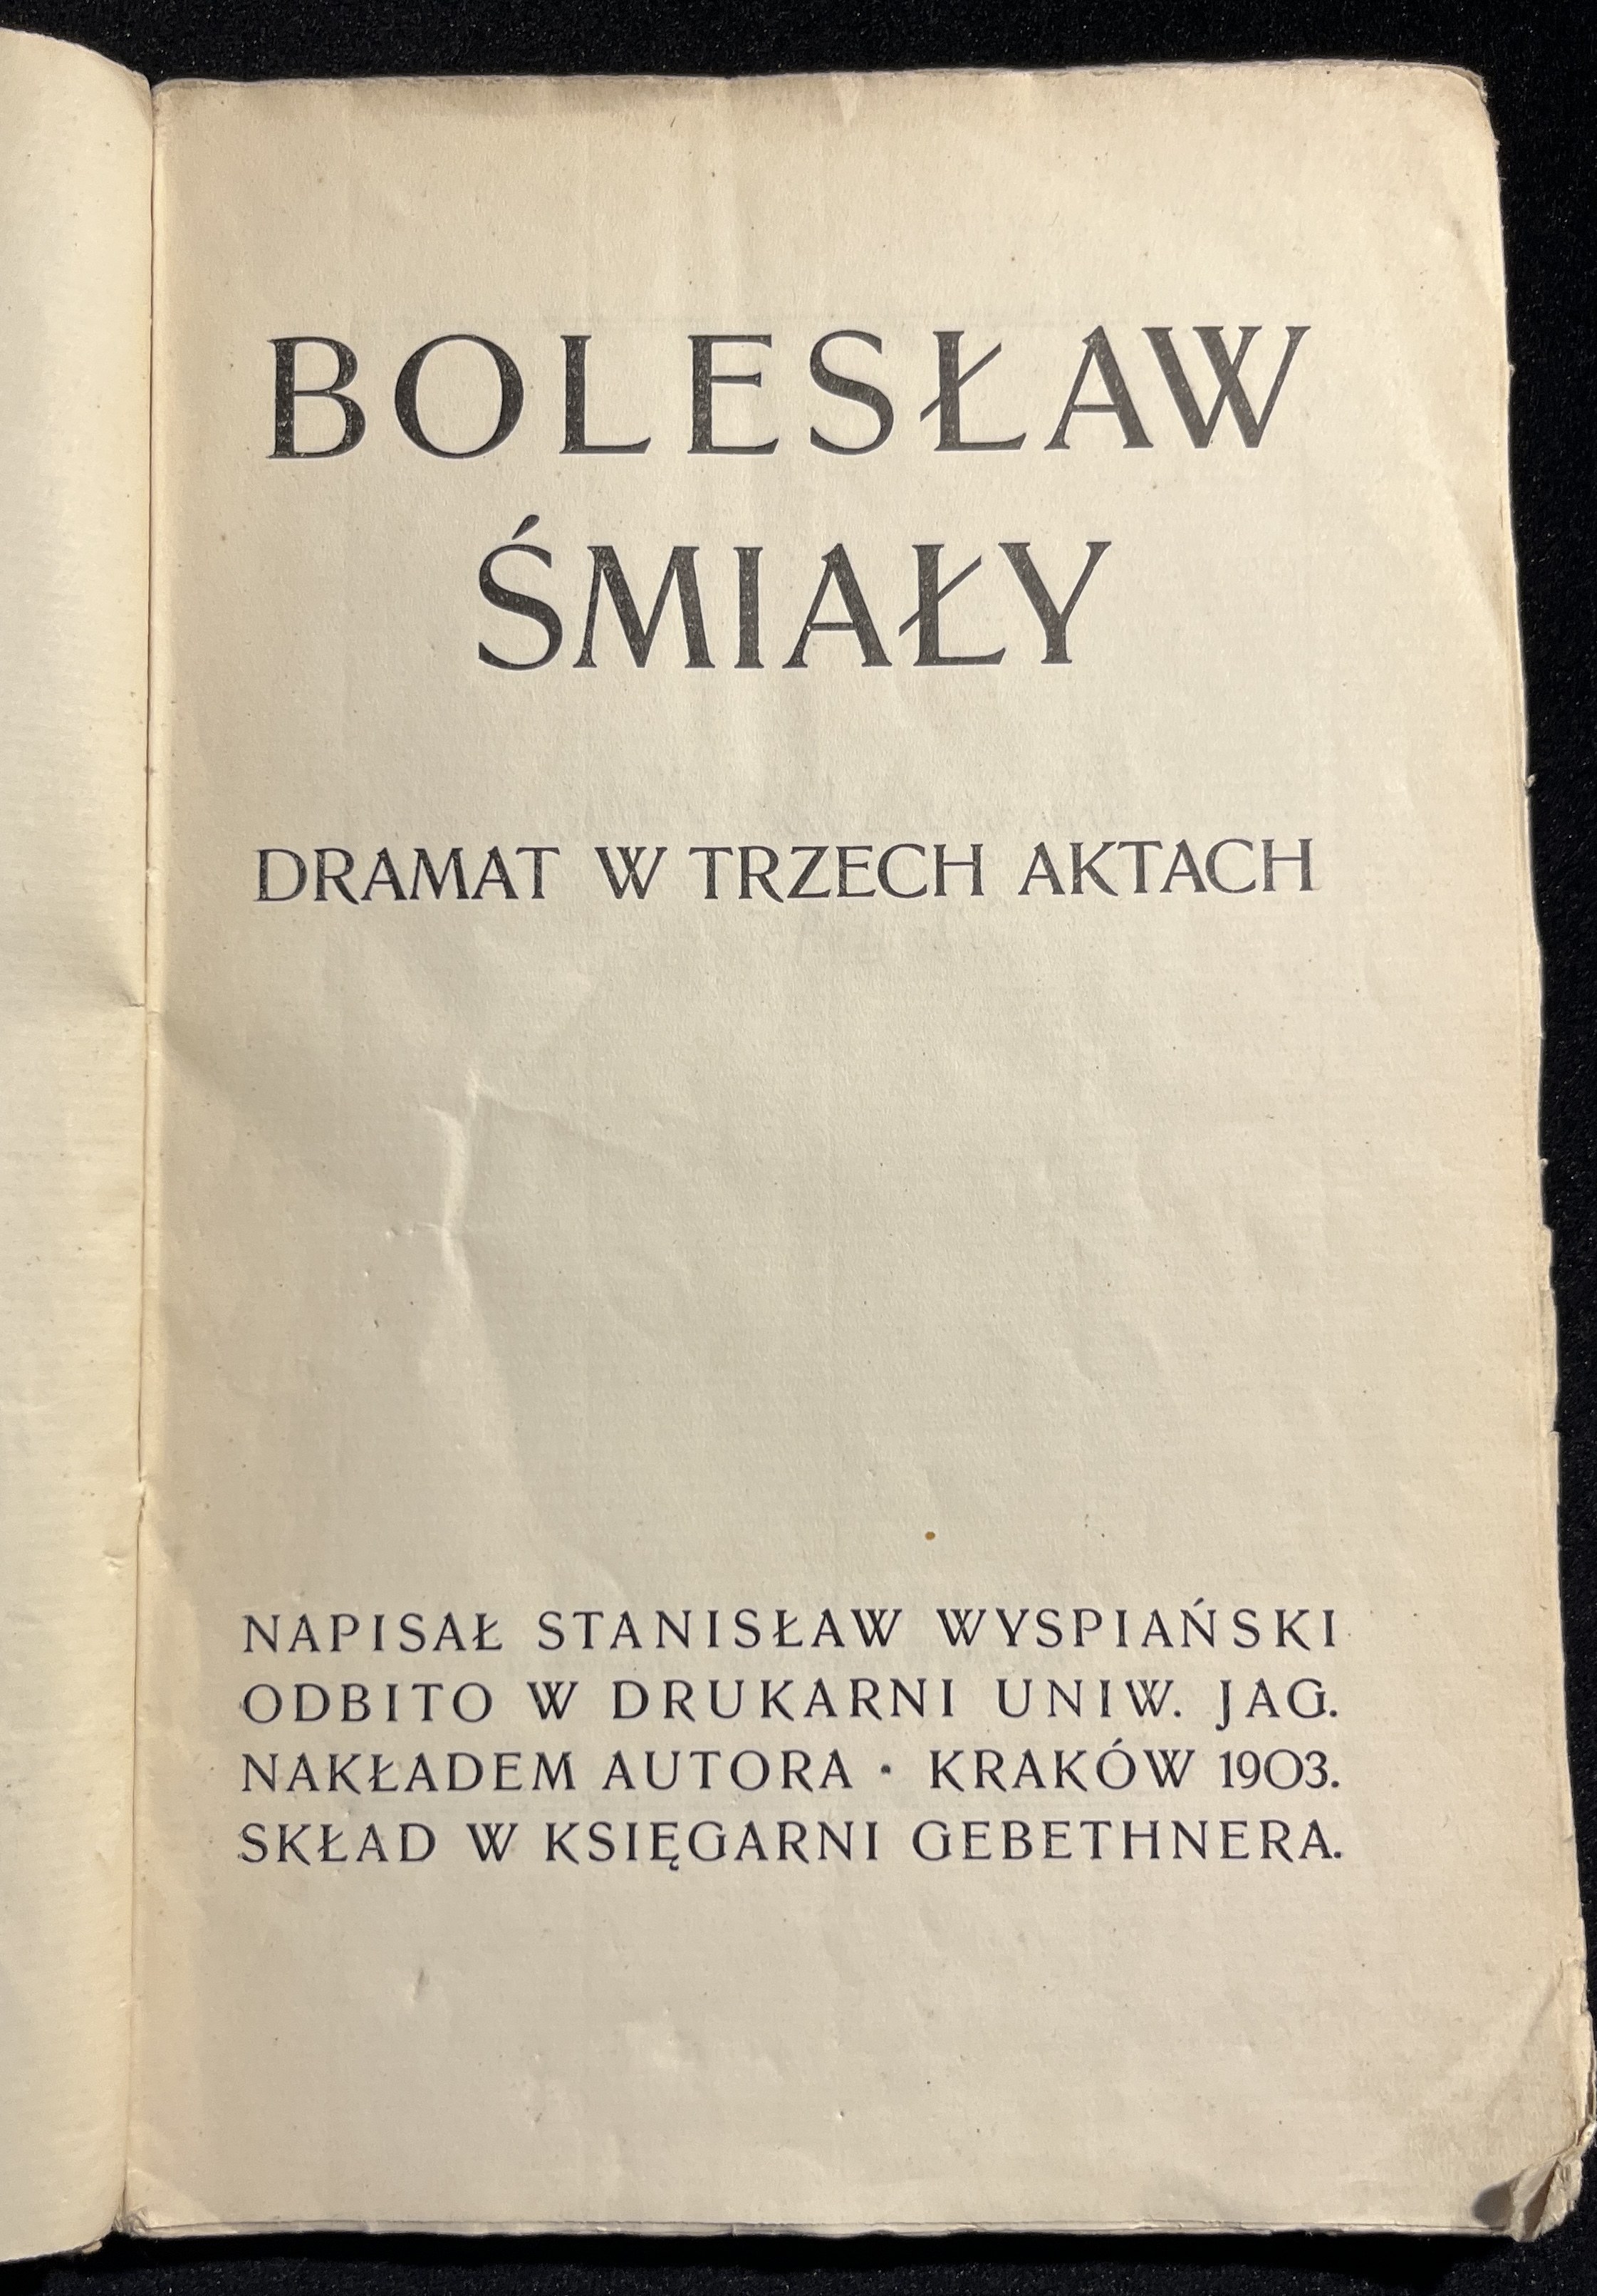 BOLESŁAW
ŚMIAŁY
DRAMAT W TRZECH AKTACH
NAPISAŁ STANISŁAW WYSPIAŃSKI
ODBITO W DRUKARNI UNIW. JAG.
NAKŁADEM AUTORA · KRAKÓW 1903.
SKŁAD W KSIĘGARNI GEBETHNERA.